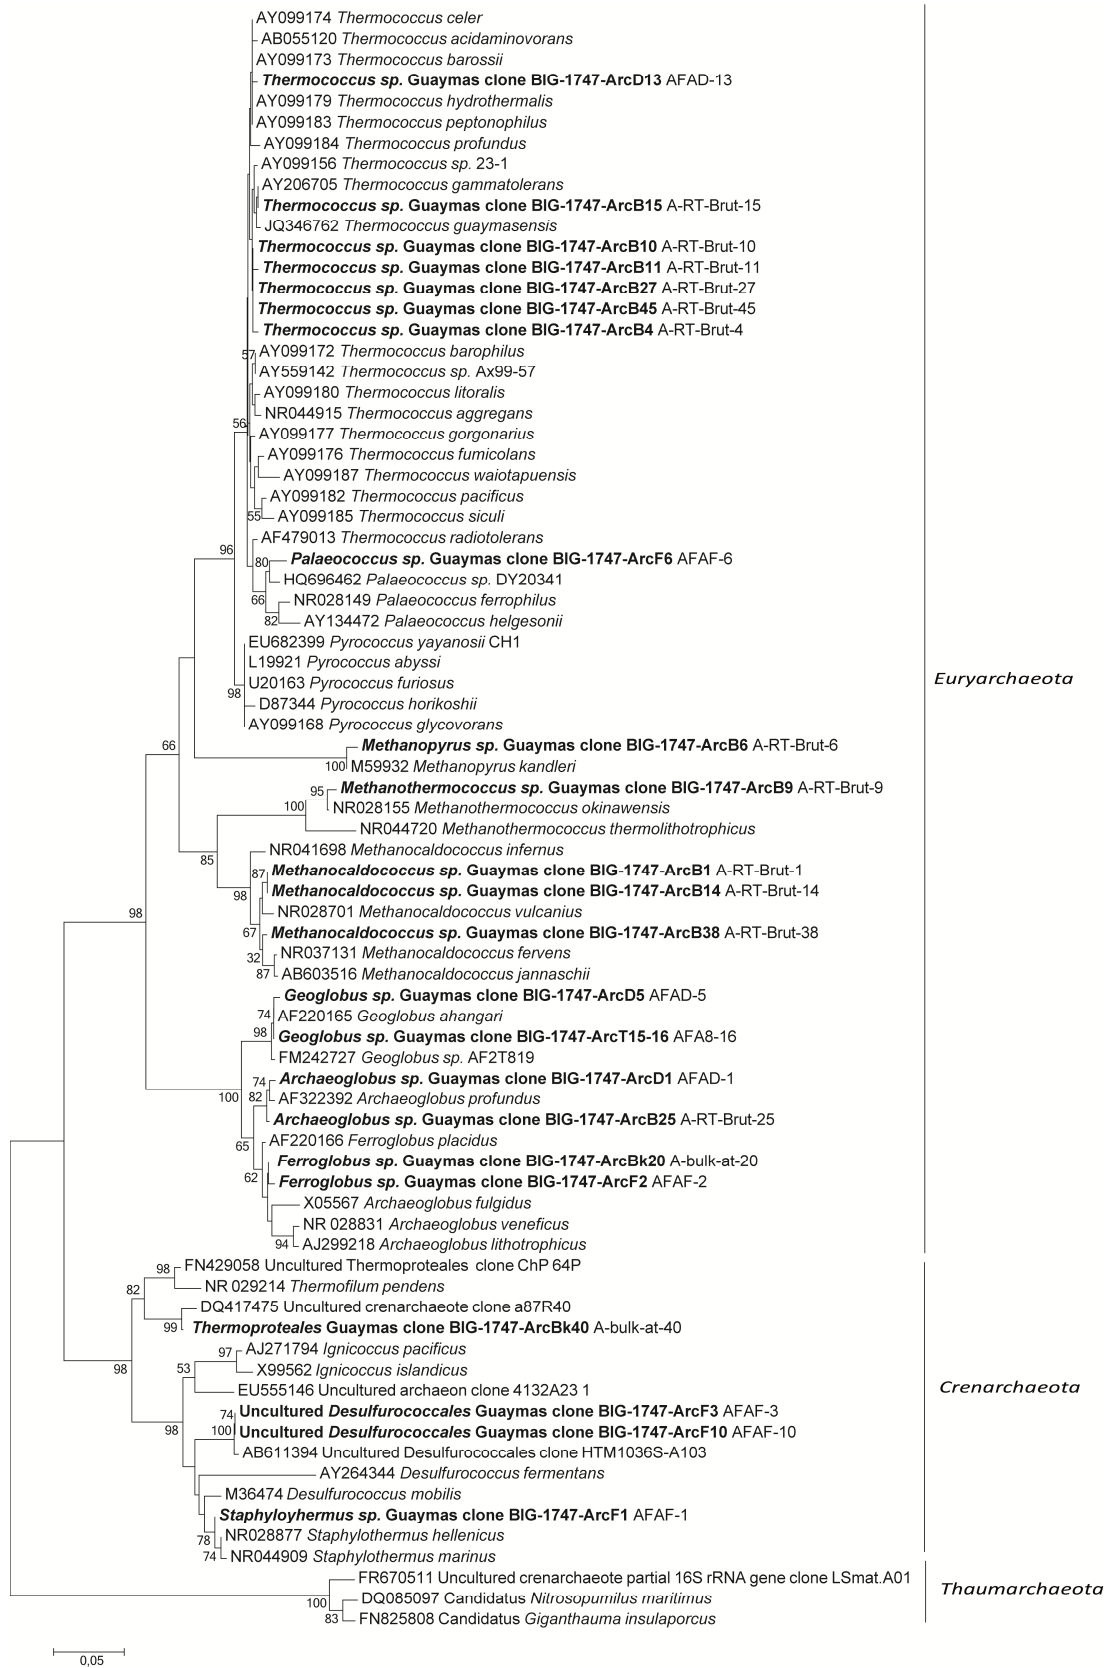 AY099174 Thermococcus celer
AB055120 Thermococcus acidaminovorans
AY099173 Thermococcus barossii
Thermococcus sp. Guaymas clone BIG-1747-ArcD13 AFAD-13
AY099179 Thermococcus hydrothermalis
AY099183 Thermococcus peptonophilus
AY099184 Thermococcus profundus
AY099156 Thermococcus sp. 23-1
AY206705 Thermococcus gammatolerans
Thermococcus sp. Guaymas clone BIG-1747-ArcB15 A-RT-Brut-15
JQ346762 Thermococcus guaymasensis
Thermococcus sp. Guaymas clone BIG-1747-ArcB10 A-RT-Brut-10
Thermococcus sp. Guaymas clone BIG-1747-ArcB11 A-RT-Brut-11
Thermococcus sp. Guaymas clone BIG-1747-ArcB27 A-RT-Brut-27
Thermococcus sp. Guaymas clone BIG-1747-ArcB45 A-RT-Brut-45
Thermococcus sp. Guaymas clone BIG-1747-ArcB4 A-RT-Brut-4
57 AY099172 Thermococcus barophilus
AY559142 Thermococcus sp. Ax99-57
AY099180 Thermococcus litoralis
NR044915 Thermococcus aggregans
56
AY099177 Thermococcus gorgonarius
AY099176 Thermococcus fumicolans
AY099187 Thermococcus waiotapuensis
AY099182 Thermococcus pacificus
55 AY099185 Thermococcus siculi
AF479013 Thermococcus radiotolerans
96
80 Palaeococcus sp. Guaymas clone BIG-1747-ArcF6 AFAF-6
HQ696462 Palaeococcus sp. DY20341
66 NR028149 Palaeococcus ferrophilus
82 AY134472 Palaeococcus helgesonii
EU682399 Pyrococcus yayanosii CH1
L19921 Pyrococcus abyssi
U20163 Pyrococcus furiosus
Euryarchaeota
98
D87344 Pyrococcus horikoshii
AY099168 Pyrococcus glycovorans
66
Methanopyrus sp. Guaymas clone BIG-1747-ArcB6 A-RT-Brut-6
100 M59932 Methanopyrus kandleri
95 Methanothermococcus sp. Guaymas clone BIG-1747-ArcB9 A-RT-Brut-9
100 NR028155 Methanothermococcus okinawensis
NR044720 Methanothermococcus thermolithotrophicus
NR041698 Methanocaldococcus infernus
85
87 Methanocaldococcus sp. Guaymas clone BIG-1747-ArcB1 A-RT-Brut-1
98 Methanocaldococcus sp. Guaymas clone BIG-1747-ArcB14 A-RT-Brut-14
98 NR028701 Methanocaldococcus vulcanius
67 Methanocaldococcus sp. Guaymas clone BIG-1747-ArcB38 A-RT-Brut-38
32 NR037131 Methanocaldococcus fervens
87 AB603516 Methanocaldococcus jannaschii
Geoglobus sp. Guaymas clone BIG-1747-ArcD5 AFAD-5
74 AF220165 Geoglobus ahangari
98 Geoglobus sp. Guaymas clone BIG-1747-ArcT15-16 AFA8-16
FM242727 Geoglobus sp. AF2T819
74 Archaeoglobus sp. Guaymas clone BIG-1747-ArcD1 AFAD-1
100 82 AF322392 Archaeoglobus profundus
Archaeoglobus sp. Guaymas clone BIG-1747-ArcB25 A-RT-Brut-25
65 AF220166 Ferroglobus placidus
Ferroglobus sp. Guaymas clone BIG-1747-ArcBk20 A-bulk-at-20
62 Ferroglobus sp. Guaymas clone BIG-1747-ArcF2 AFAF-2
X05567 Archaeoglobus fulgidus
NR 028831 Archaeoglobus veneficus
94 AJ299218 Archaeoglobus lithotrophicus
98 FN429058 Uncultured Thermoproteales clone ChP 64P
82 NR 029214 Thermofilum pendens
DQ417475 Uncultured crenarchaeote clone a87R40
99 Thermoproteales Guaymas clone BIG-1747-ArcBk40 A-bulk-at-40
97 AJ271794 Ignicoccus pacificus
98 53 X99562 Ignicoccus islandicus
EU555146 Uncultured archaeon clone 4132A23 1
Crenarchaeota
74 Uncultured Desulfurococcales Guaymas clone BIG-1747-ArcF3 AFAF-3
98 100 Uncultured Desulfurococcales Guaymas clone BIG-1747-ArcF10 AFAF-10
AB611394 Uncultured Desulfurococcales clone HTM1036S-A103
AY264344 Desulfurococcus fermentans
M36474 Desulfurococcus mobilis
Staphyloyhermus sp. Guaymas clone BIG-1747-ArcF1 AFAF-1
78 NR028877 Staphylothermus hellenicus
74 NR044909 Staphylothermus marinus
FR670511 Uncultured crenarchaeote partial 16S rRNA gene clone LSmat.A01
Thaumarchaeota
100 DQ085097 Candidatus Nitrosopumilus maritimus
83 FN825808 Candidatus Giganthauma insulaporcus
0,05